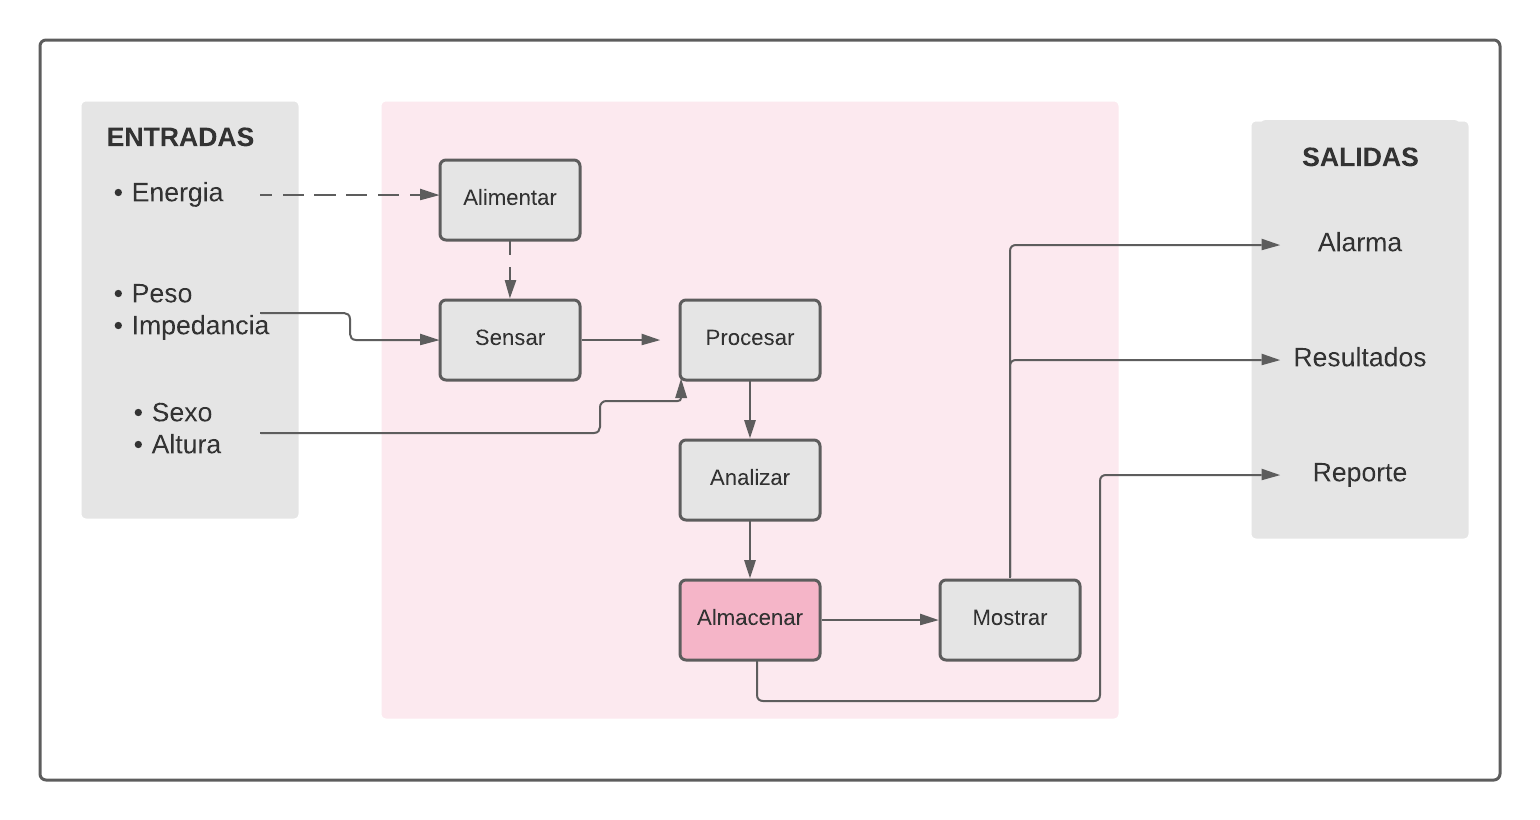 ENTRADAS
• Energia
• Peso
• Impedancia
• Sexo
• Altura
Alimentar
Sensar
Procesar
Analizar
Almacenar
Mostrar
SALIDAS
Alarma
Resultados
Reporte